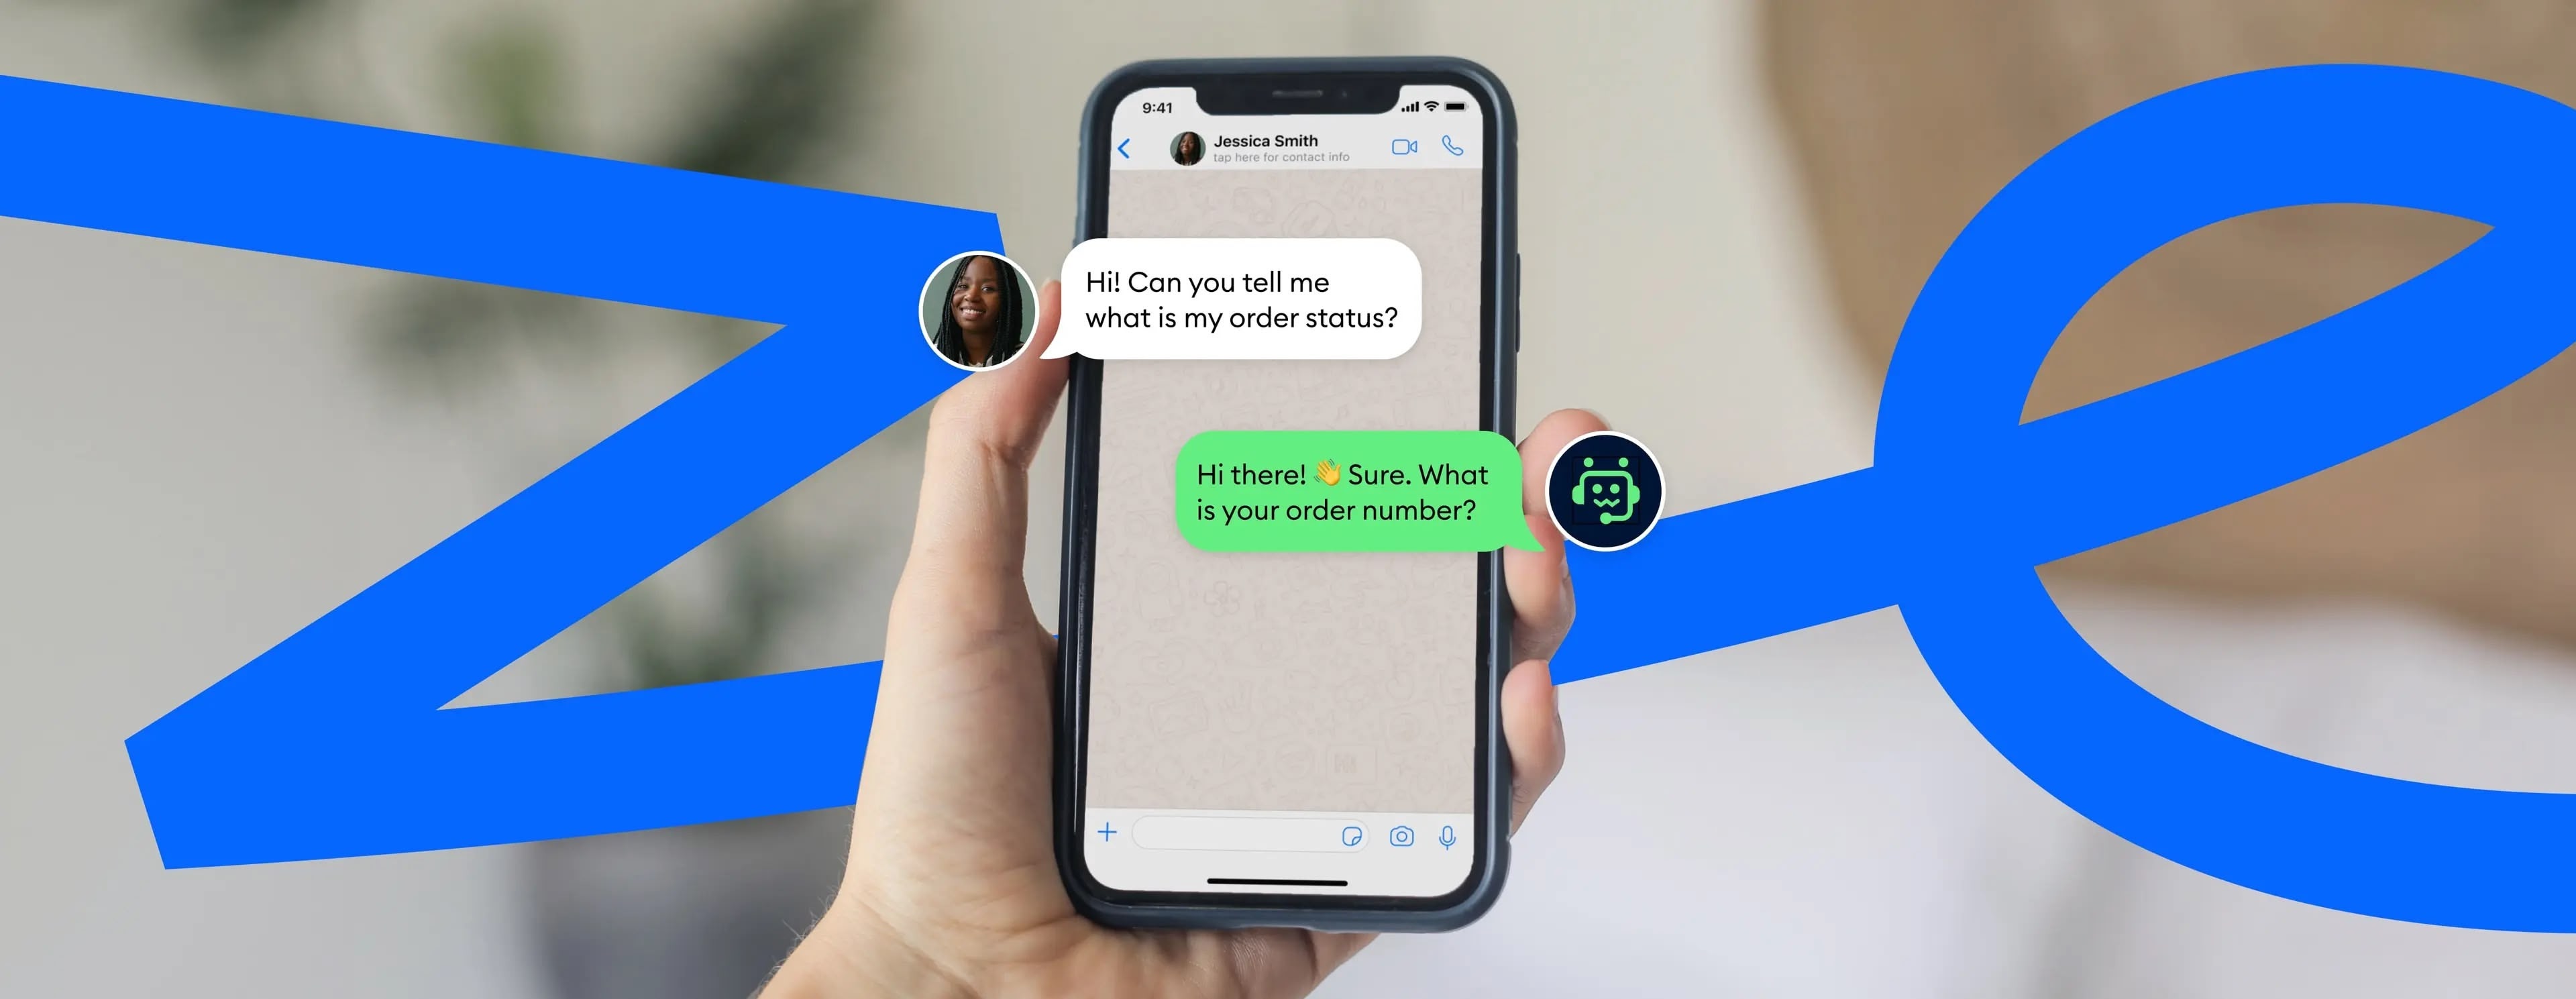 9:41
Jessica Smith
tap here for contact info
Hi! Can you tell me
what is my order status?
Hi there! 👋 Sure. What
is your order number?